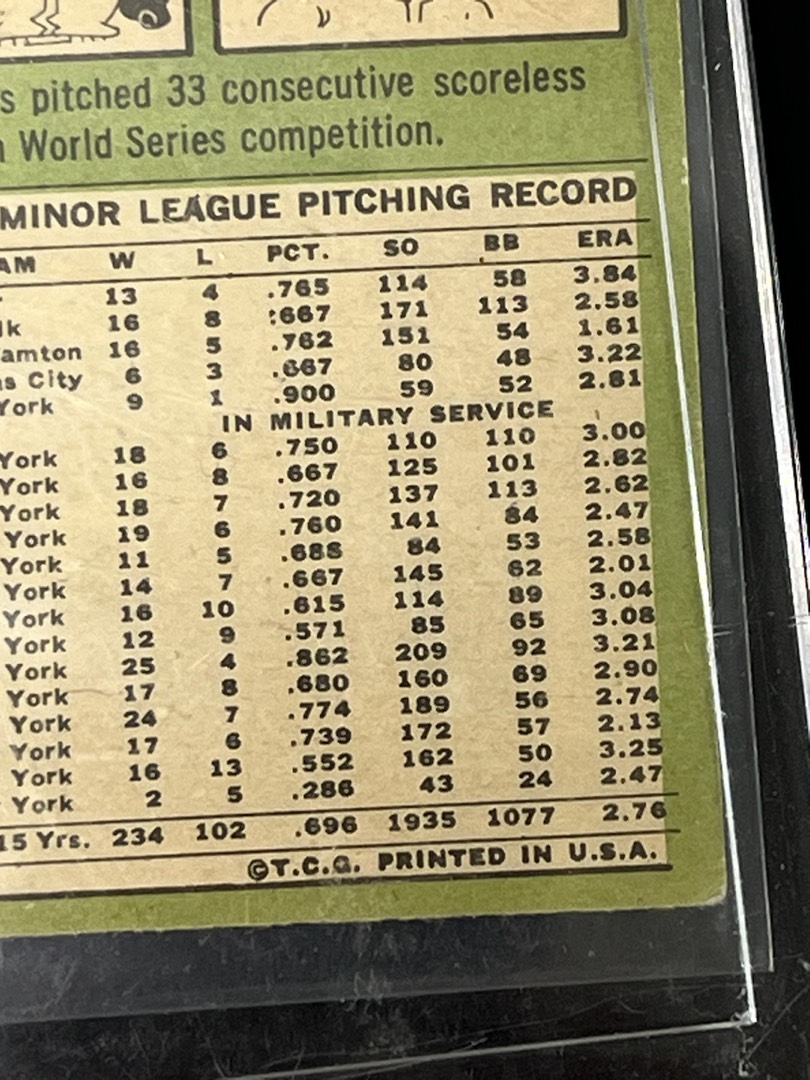 s pitched 33 consecutive scoreless
World Series competition.
MINOR LEAGUE PITCHING RECORD
AM W L PCT. SO BB ERA
13 4 .765 114 58 3.84
lk 16 8 .667 171 113 2.58
amton 16 5 .762 151 54 1.61
s City 6 3 .667 80 48 3.22
York 9 1 .900 59 52 2.81
IN MILITARY SERVICE
York 18 6 .750 110 110 3.00
York 16 8 .667 125 101 2.82
York 18 7 .720 137 113 2.62
York 19 6 .760 141 84 2.47
York 11 5 .688 84 53 2.58
York 14 7 .667 145 62 2.01
York 16 10 .615 114 89 3.04
York 12 9 .571 85 65 3.08
York 25 4 .862 209 92 3.21
York 17 8 .680 160 69 2.90
York 24 7 .774 189 56 2.74
York 17 6 .739 172 57 2.13
York 16 13 .552 162 50 3.25
York 2 5 .286 43 24 2.47
15 Yrs. 234 102 .696 1935 1077 2.76
©T.C.G. PRINTED IN U.S.A.